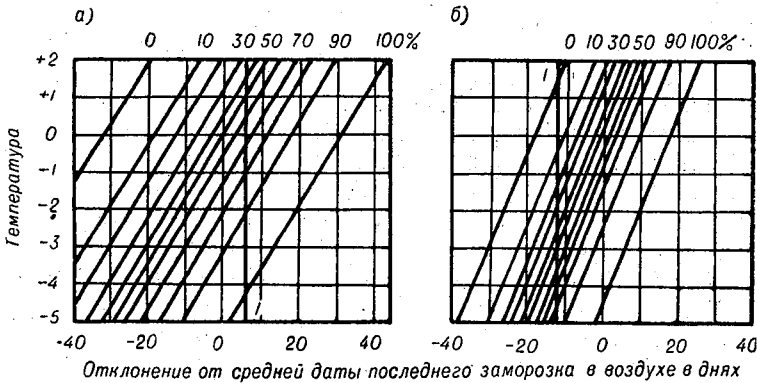 а) б)
0 10 30 50 70 90 100% 0 10 30 50 90 100%
+2
+1
0
-1
-2
-3
-4
-5
Температура
-40 -20 0 20 40 -40 -20 0 20 40
Отклонение от средней даты последнего заморозка в воздухе в днях